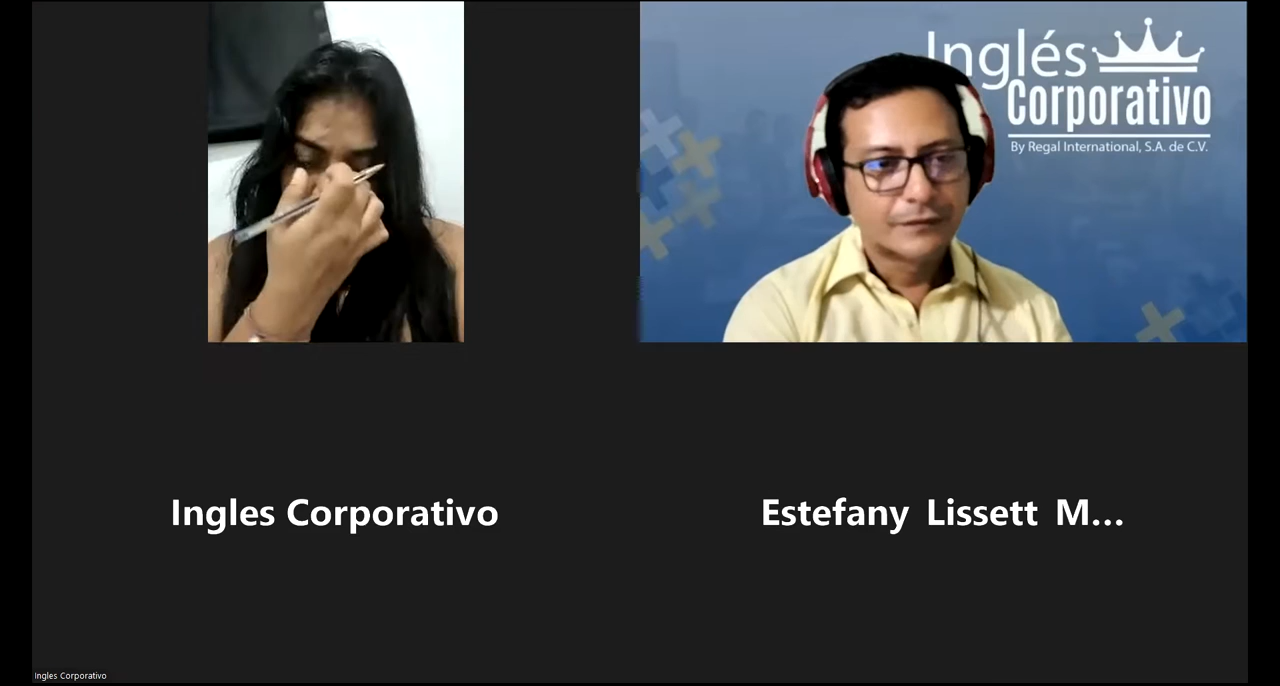 Inglés
Corporativo
By Regal International, S.A. de C.V.
Ingles Corporativo
Estefany Lissett M...
Ingles Corporativo